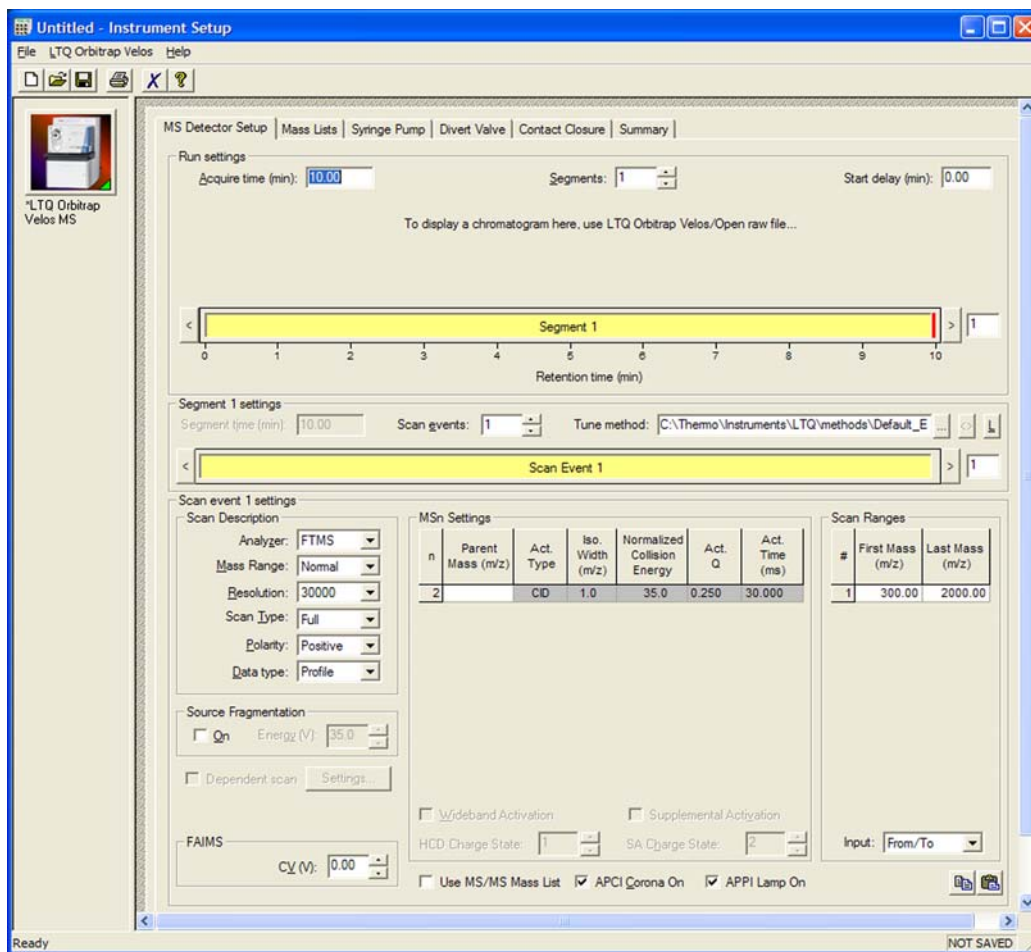 Untitled - Instrument Setup
File LTQ Orbitrap Velos Help
*LTQ Orbitrap
Velos MS
MS Detector Setup Mass Lists Syringe Pump Divert Valve Contact Closure Summary
Run settings
Acquire time (min): 10.00 Segments: 1 Start delay (min): 0.00
To display a chromatogram here, use LTQ Orbitrap Velos/Open raw file...
< Segment 1 > 1
0 1 2 3 4 5 6 7 8 9 10
Retention time (min)
Segment 1 settings
Segment time (min): 10.00 Scan events: 1 Tune method: C:\Thermo\Instruments\LTQ\methods\Default_E ... <> L
< Scan Event 1 > 1
Scan event 1 settings
Scan Description
Analyzer: FTMS
Mass Range: Normal
Resolution: 30000
Scan Type: Full
Polarity: Positive
Data type: Profile
Source Fragmentation
On Energy (V): 35.0
Dependent scan Settings...
FAIMS
CV (V): 0.00
MSn Settings
n Parent Mass (m/z) Act. Type Iso. Width (m/z) Normalized Collision Energy Act. Q Act. Time (ms)
2 CID 1.0 35.0 0.250 30.000
Wideband Activation Supplemental Activation
HCD Charge State: 1 SA Charge State: 2
Use MS/MS Mass List APCI Corona On APPI Lamp On
Scan Ranges
# First Mass (m/z) Last Mass (m/z)
1 300.00 2000.00
Input: From/To
Ready NOT SAVED